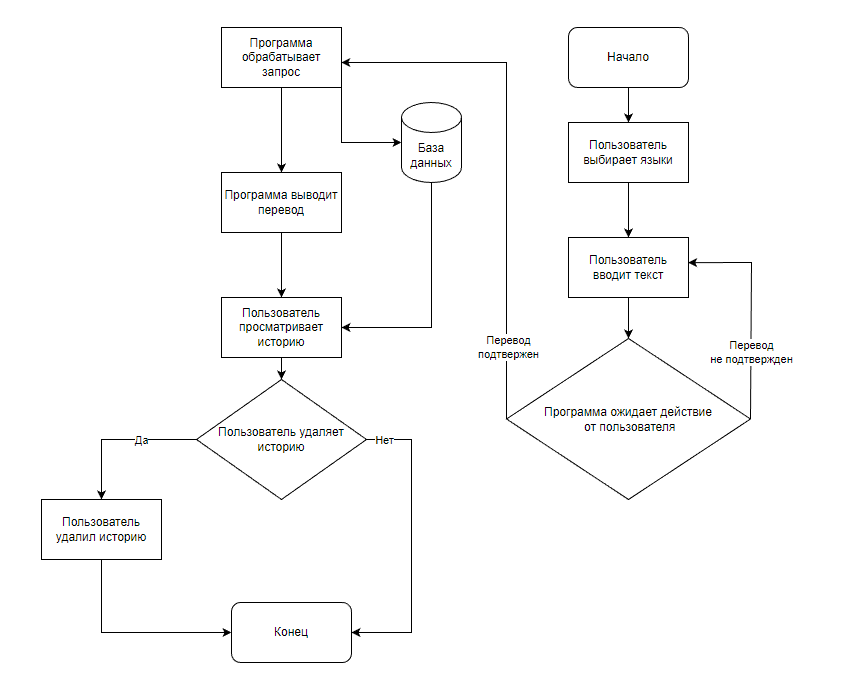 Начало
Пользователь
выбирает языки
Пользователь
вводит текст
Программа ожидает действие
от пользователя
Перевод
не подтвержден
Перевод
подтвержен
Программа
обрабатывает
запрос
База
данных
Программа выводит
перевод
Пользователь
просматривает
историю
Пользователь удаляет
историю
Да
Нет
Пользователь
удалил историю
Конец